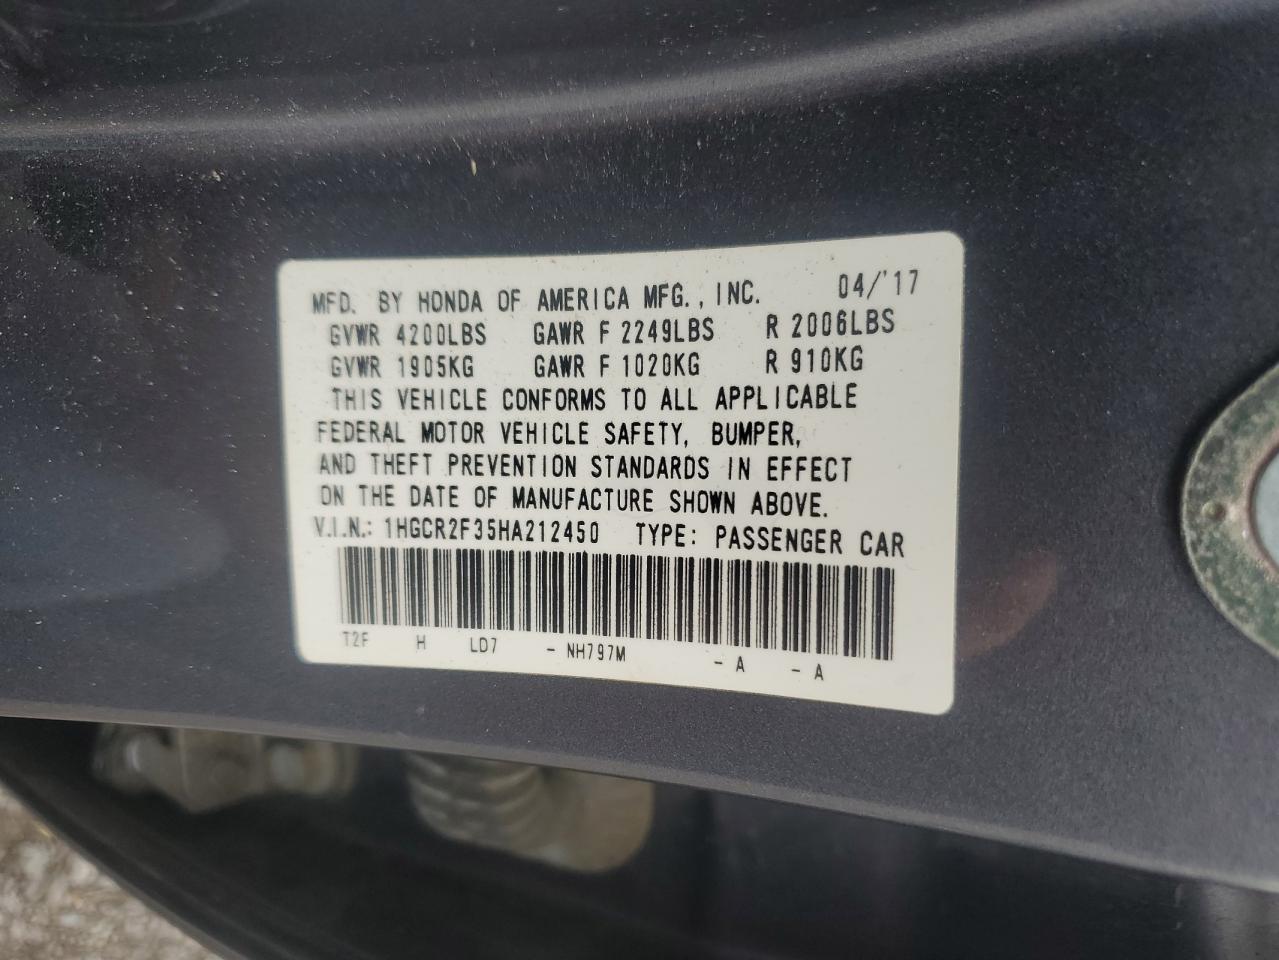 MFD. BY HONDA OF AMERICA MFG., INC. 04/'17
GVWR 4200LBS GAWR F 2249LBS R 2006LBS
GVWR 1905KG GAWR F 1020KG R 910KG
THIS VEHICLE CONFORMS TO ALL APPLICABLE
FEDERAL MOTOR VEHICLE SAFETY, BUMPER,
AND THEFT PREVENTION STANDARDS IN EFFECT
ON THE DATE OF MANUFACTURE SHOWN ABOVE.
V.I.N.: 1HGCR2F35HA212450 TYPE: PASSENGER CAR
T2F H LD7 - NH797M - A - A